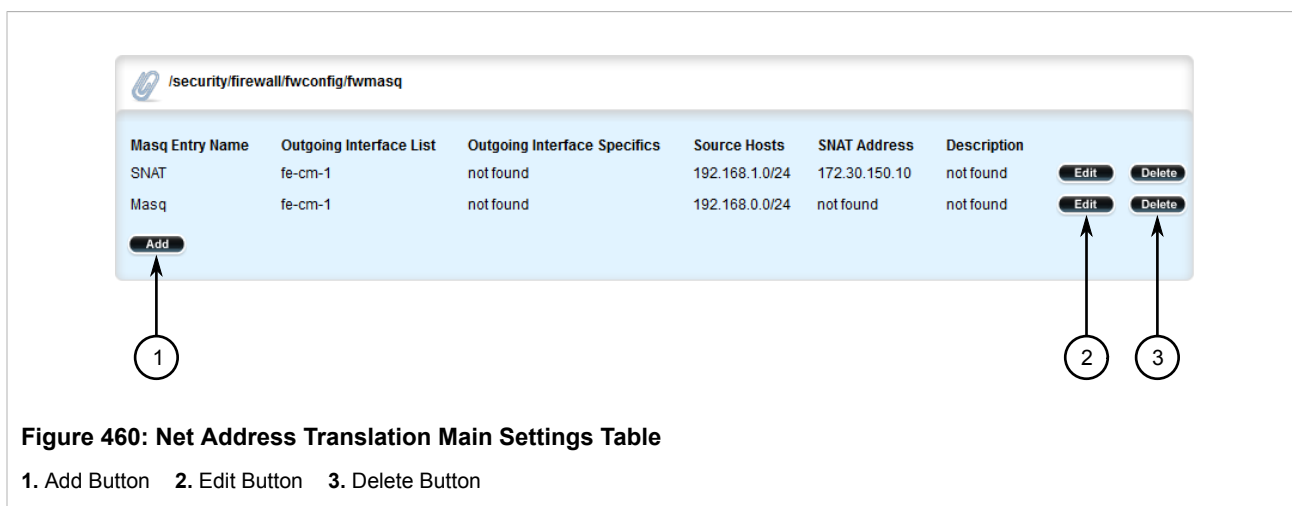 /security/firewall/fwconfig/fwmasq
Masq Entry Name Outgoing Interface List Outgoing Interface Specifics Source Hosts SNAT Address Description
SNAT fe-cm-1 not found 192.168.1.0/24 172.30.150.10 not found Edit Delete
Masq fe-cm-1 not found 192.168.0.0/24 not found not found Edit Delete
Add
1 2 3
Figure 460: Net Address Translation Main Settings Table
1. Add Button 2. Edit Button 3. Delete Button